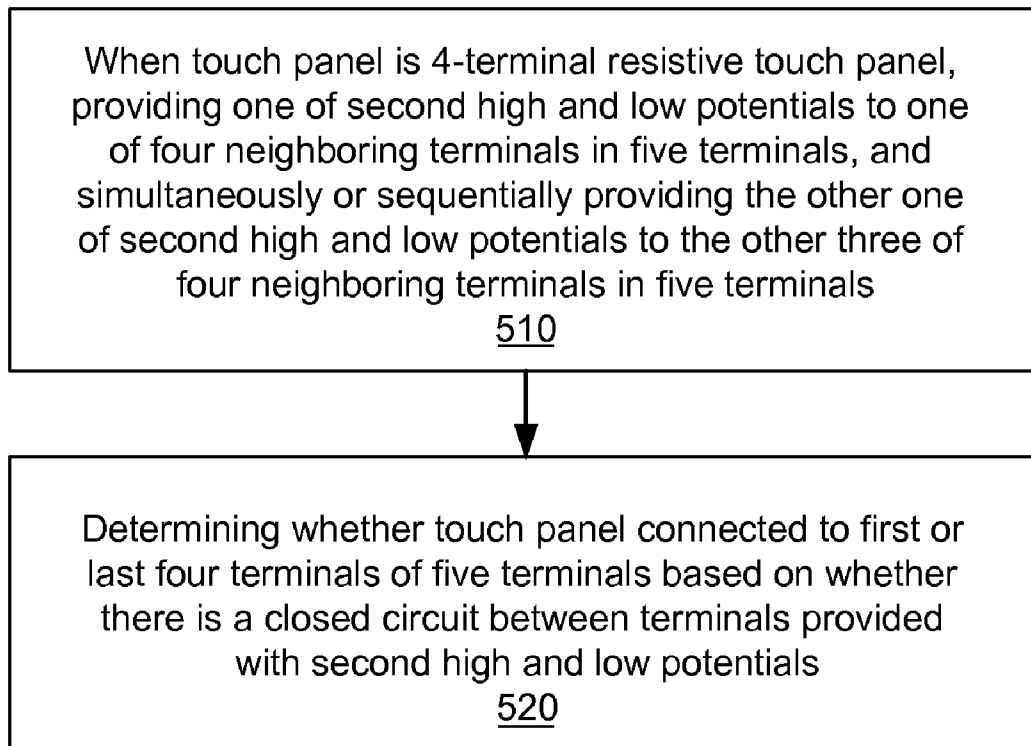 When touch panel is 4-terminal resistive touch panel,
providing one of second high and low potentials to one
of four neighboring terminals in five terminals, and
simultaneously or sequentially providing the other one
of second high and low potentials to the other three of
four neighboring terminals in five terminals
510
Determining whether touch panel connected to first or
last four terminals of five terminals based on whether
there is a closed circuit between terminals provided
with second high and low potentials
520